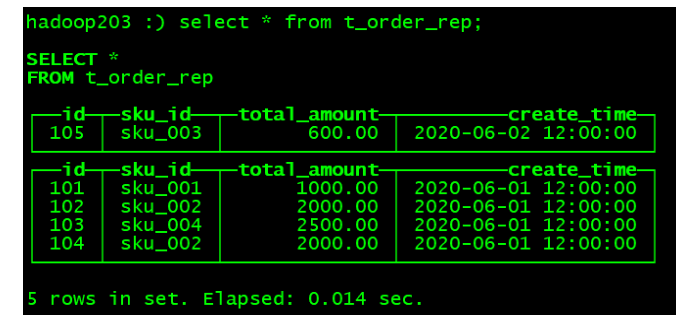 hadoop203 :) select * from t_order_rep;
SELECT *
FROM t_order_rep
id sku_id total_amount create_time
105 sku_003 600.00 2020-06-02 12:00:00
id sku_id total_amount create_time
101 sku_001 1000.00 2020-06-01 12:00:00
102 sku_002 2000.00 2020-06-01 12:00:00
103 sku_004 2500.00 2020-06-01 12:00:00
104 sku_002 2000.00 2020-06-01 12:00:00
5 rows in set. Elapsed: 0.014 sec.